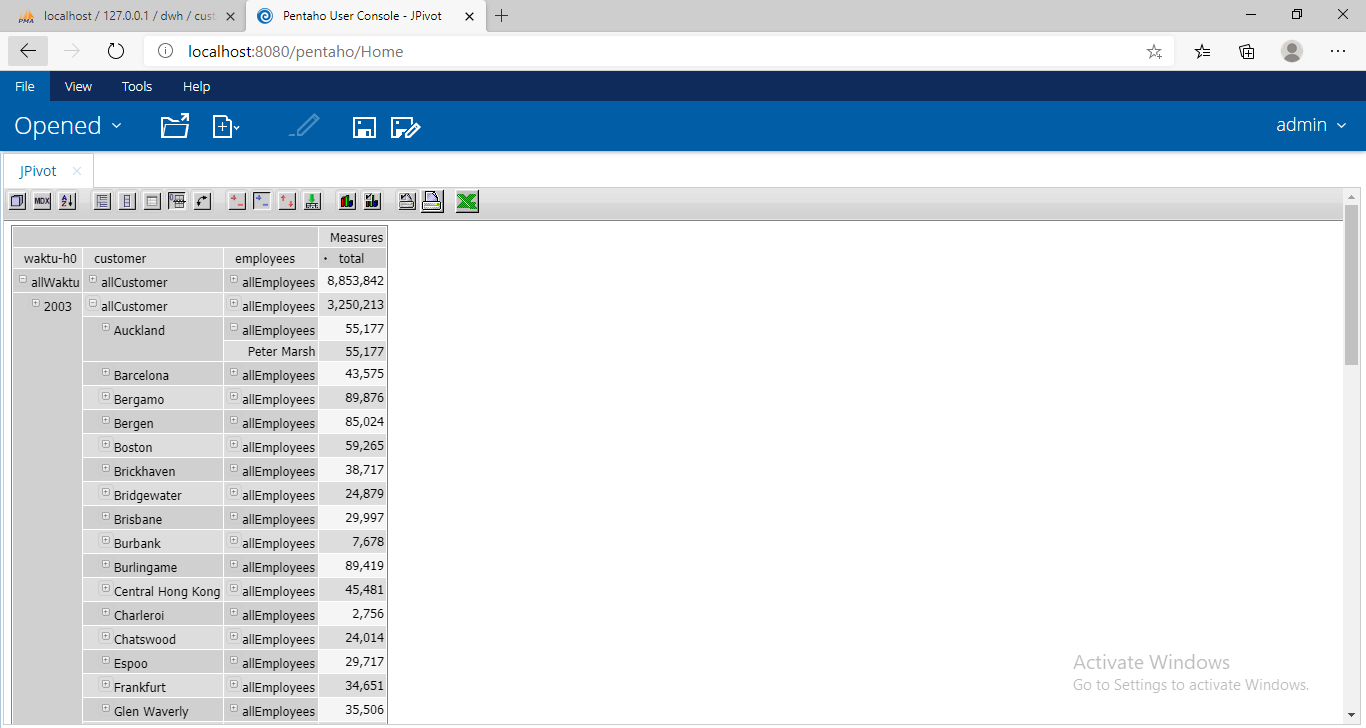 localhost / 127.0.0.1 / dwh / cust
Pentaho User Console - JPivot
localhost:8080/pentaho/Home
File View Tools Help
Opened
admin
JPivot
MDX
Measures
waktu-h0 customer employees total
allWaktu allCustomer allEmployees 8,853,842
2003 allCustomer allEmployees 3,250,213
Auckland allEmployees 55,177
Peter Marsh 55,177
Barcelona allEmployees 43,575
Bergamo allEmployees 89,876
Bergen allEmployees 85,024
Boston allEmployees 59,265
Brickhaven allEmployees 38,717
Bridgewater allEmployees 24,879
Brisbane allEmployees 29,997
Burbank allEmployees 7,678
Burlingame allEmployees 89,419
Central Hong Kong allEmployees 45,481
Charleroi allEmployees 2,756
Chatswood allEmployees 24,014
Espoo allEmployees 29,717
Frankfurt allEmployees 34,651
Glen Waverly allEmployees 35,506
Activate Windows
Go to Settings to activate Windows.